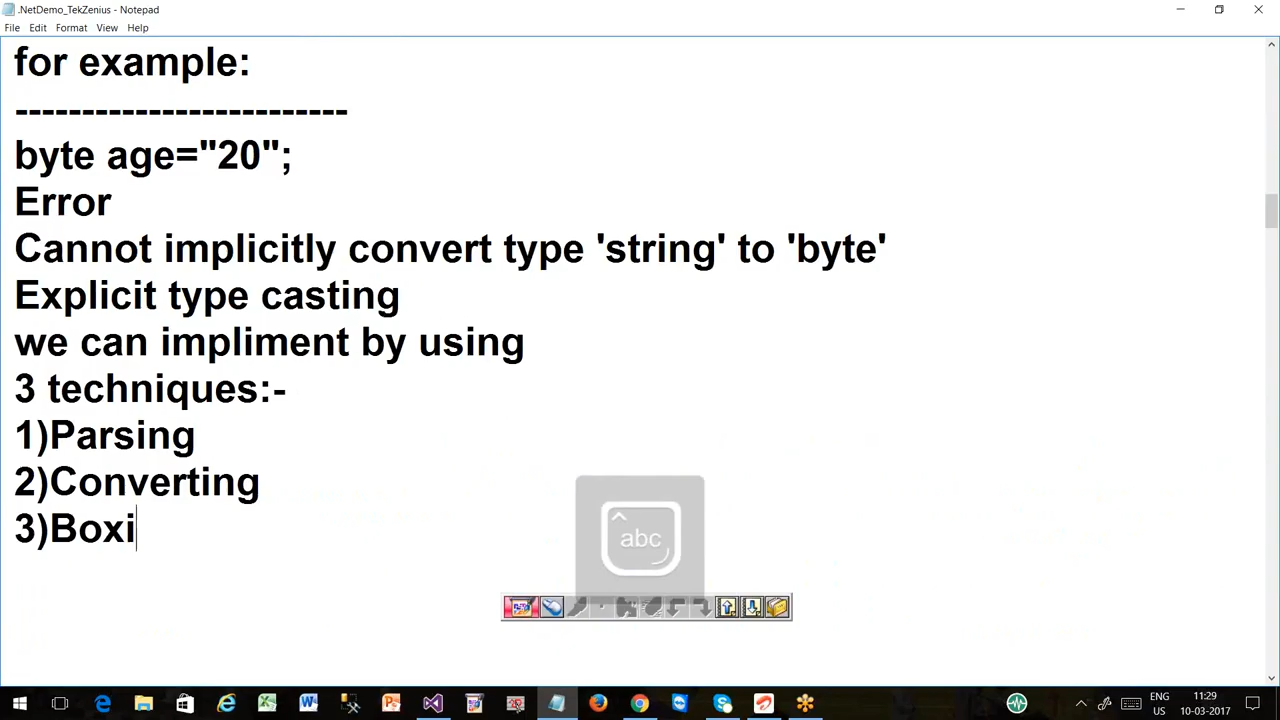 .NetDemo_TekZenius - Notepad
File Edit Format View Help
for example:
-------------------------
byte age="20";
Error
Cannot implicitly convert type 'string' to 'byte'
Explicit type casting
we can impliment by using
3 techniques:-
1)Parsing
2)Converting
3)Boxi
abc
ENG
US
11:29
10-03-2017